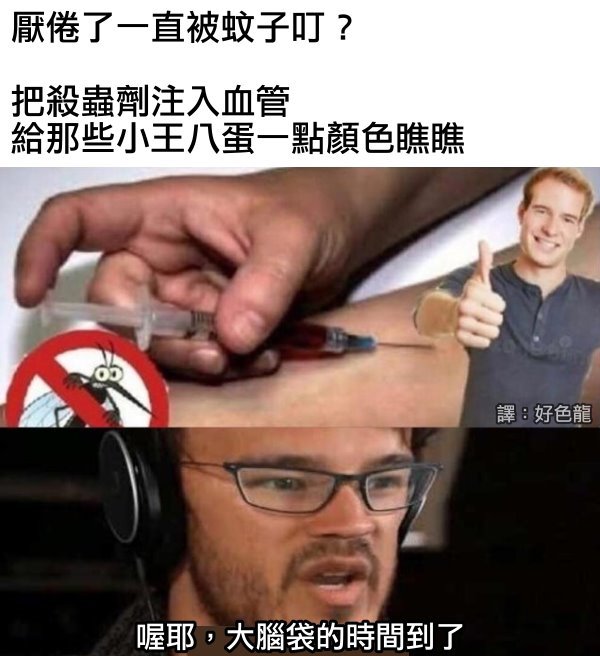 厭倦了一直被蚊子叮？
把殺蟲劑注入血管
給那些小王八蛋一點顏色瞧瞧
譯：好色龍
喔耶，大腦袋的時間到了